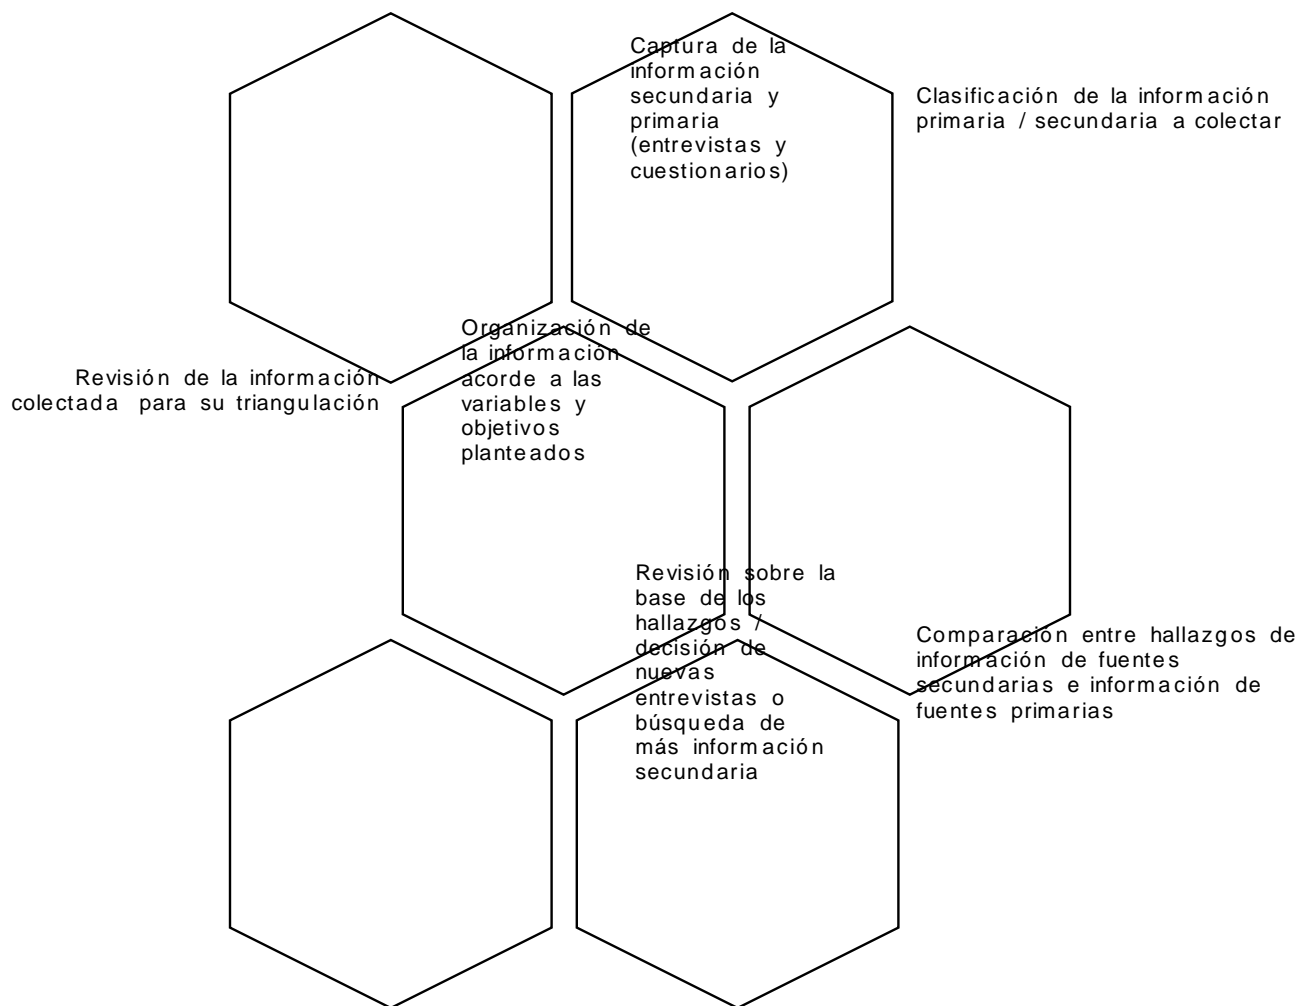 Captura de la
información
secundaria y
primaria
(entrevistas y
cuestionarios)
Clasificación de la información
primaria / secundaria a colectar
Organización de
la información
acorde a las
variables y
objetivos
planteados
Revisión de la información
colectada para su triangulación
Revisión sobre la
base de los
hallazgos /
decisión de
nuevas
entrevistas o
búsqueda de
más información
secundaria
Comparación entre hallazgos de
información de fuentes
secundarias e información de
fuentes primarias